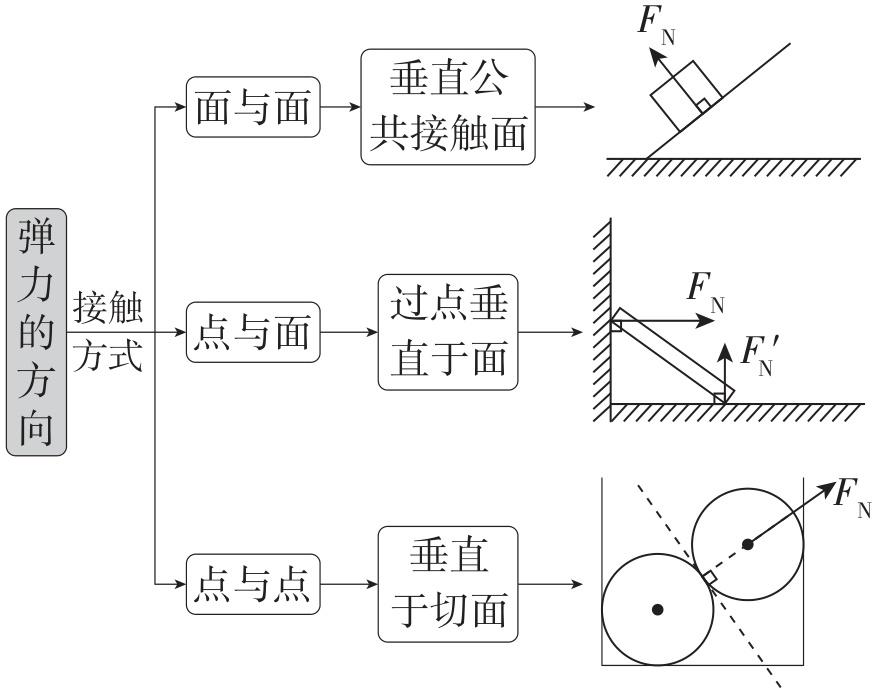 弹力的方向
接触
方式
面与面
垂直公
共接触面
F_N
点与面
过点垂
直于面
F_N
F_N′
点与点
垂直
于切面
F_N